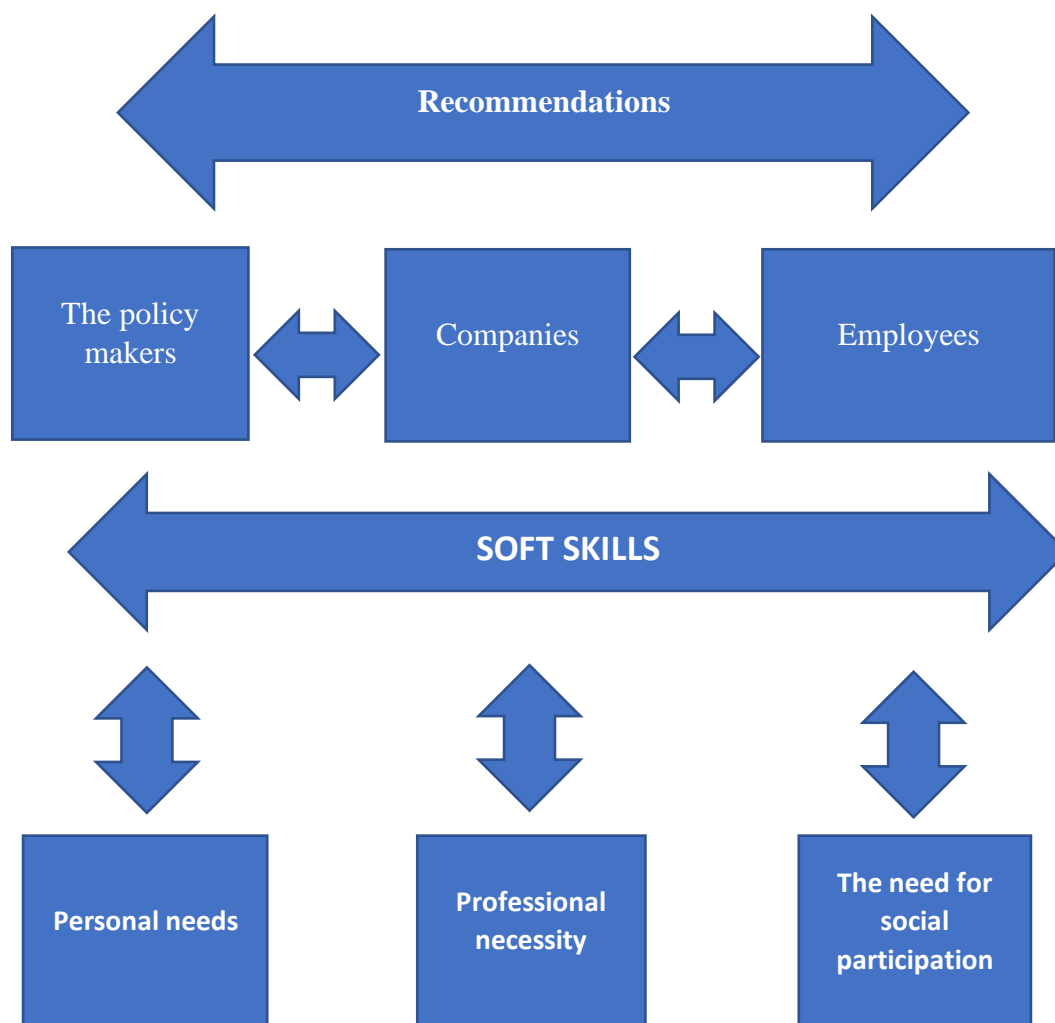 Recommendations
The policy
makers
Companies
Employees
SOFT SKILLS
Personal needs
Professional
necessity
The need for
social
participation